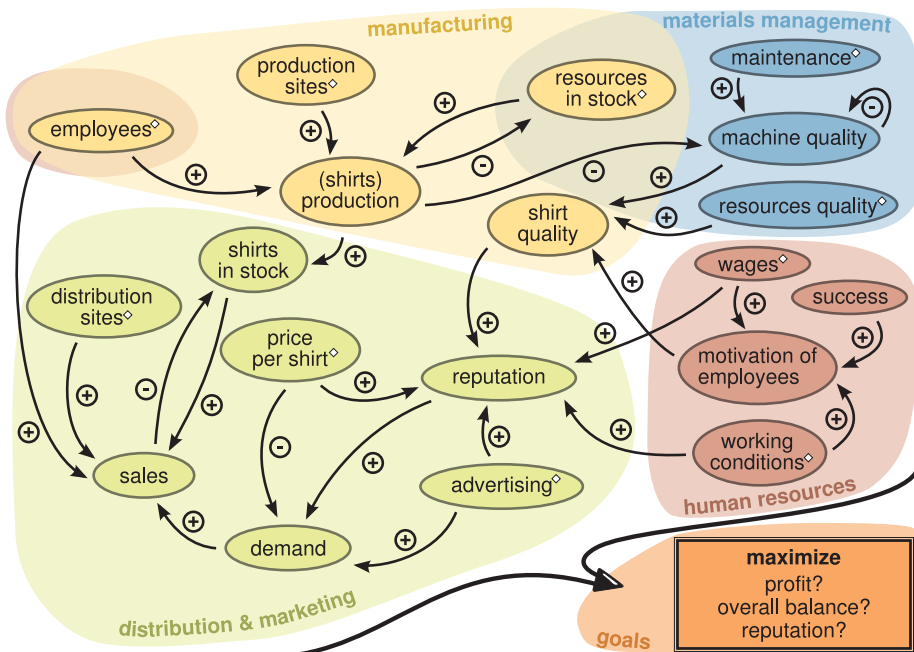 manufacturing
materials management
production
sites◇
resources
in stock◇
maintenance◇
employees◇
machine quality
(shirts)
production
resources quality◇
shirt
quality
shirts
in stock
wages◇
success
distribution
sites◇
price
per shirt◇
reputation
motivation of
employees
sales
advertising◇
working
conditions◇
demand
human resources
distribution & marketing
goals
maximize
profit?
overall balance?
reputation?
+
+
+
-
-
+
-
+
+
+
+
+
+
+
+
+
+
-
+
+
+
-
+
+
+
+